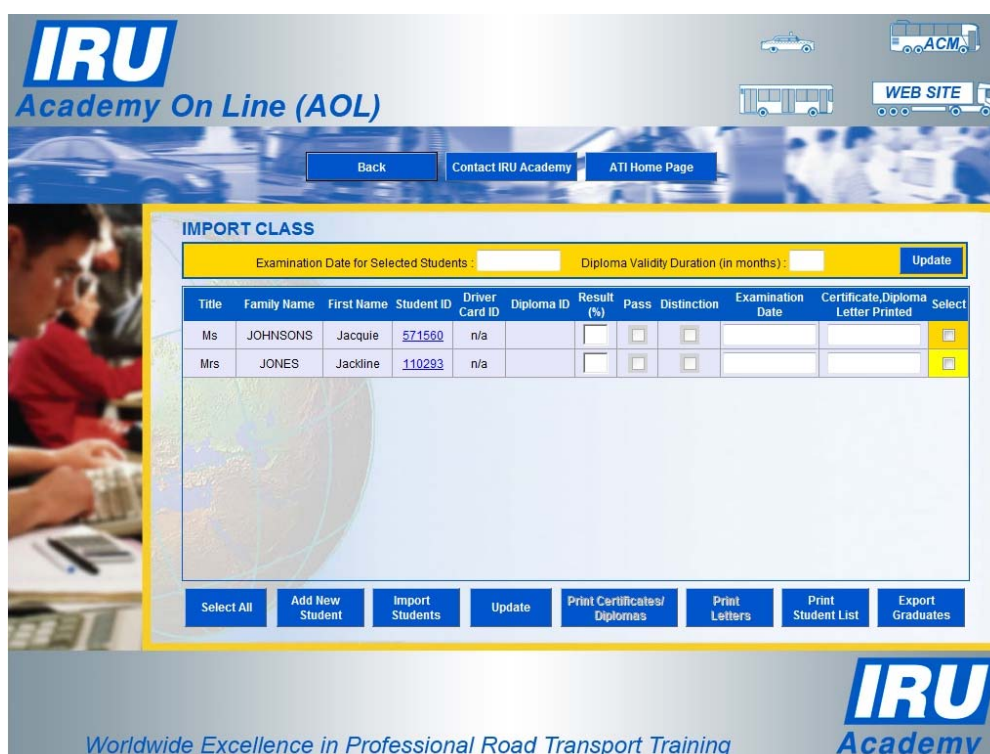 IRU
Academy On Line (AOL)
ACM
WEB SITE
Back
Contact IRU Academy
ATI Home Page
IMPORT CLASS
Examination Date for Selected Students :
Diploma Validity Duration (in months) :
Update
Title Family Name First Name Student ID Driver Card ID Diploma ID Result (%) Pass Distinction Examination Date Certificate,Diploma Letter Printed Select
Ms JOHNSONS Jacquie 571560 n/a
Mrs JONES Jackline 110293 n/a
Select All
Add New Student
Import Students
Update
Print Certificates/ Diplomas
Print Letters
Print Student List
Export Graduates
IRU
Academy
Worldwide Excellence in Professional Road Transport Training